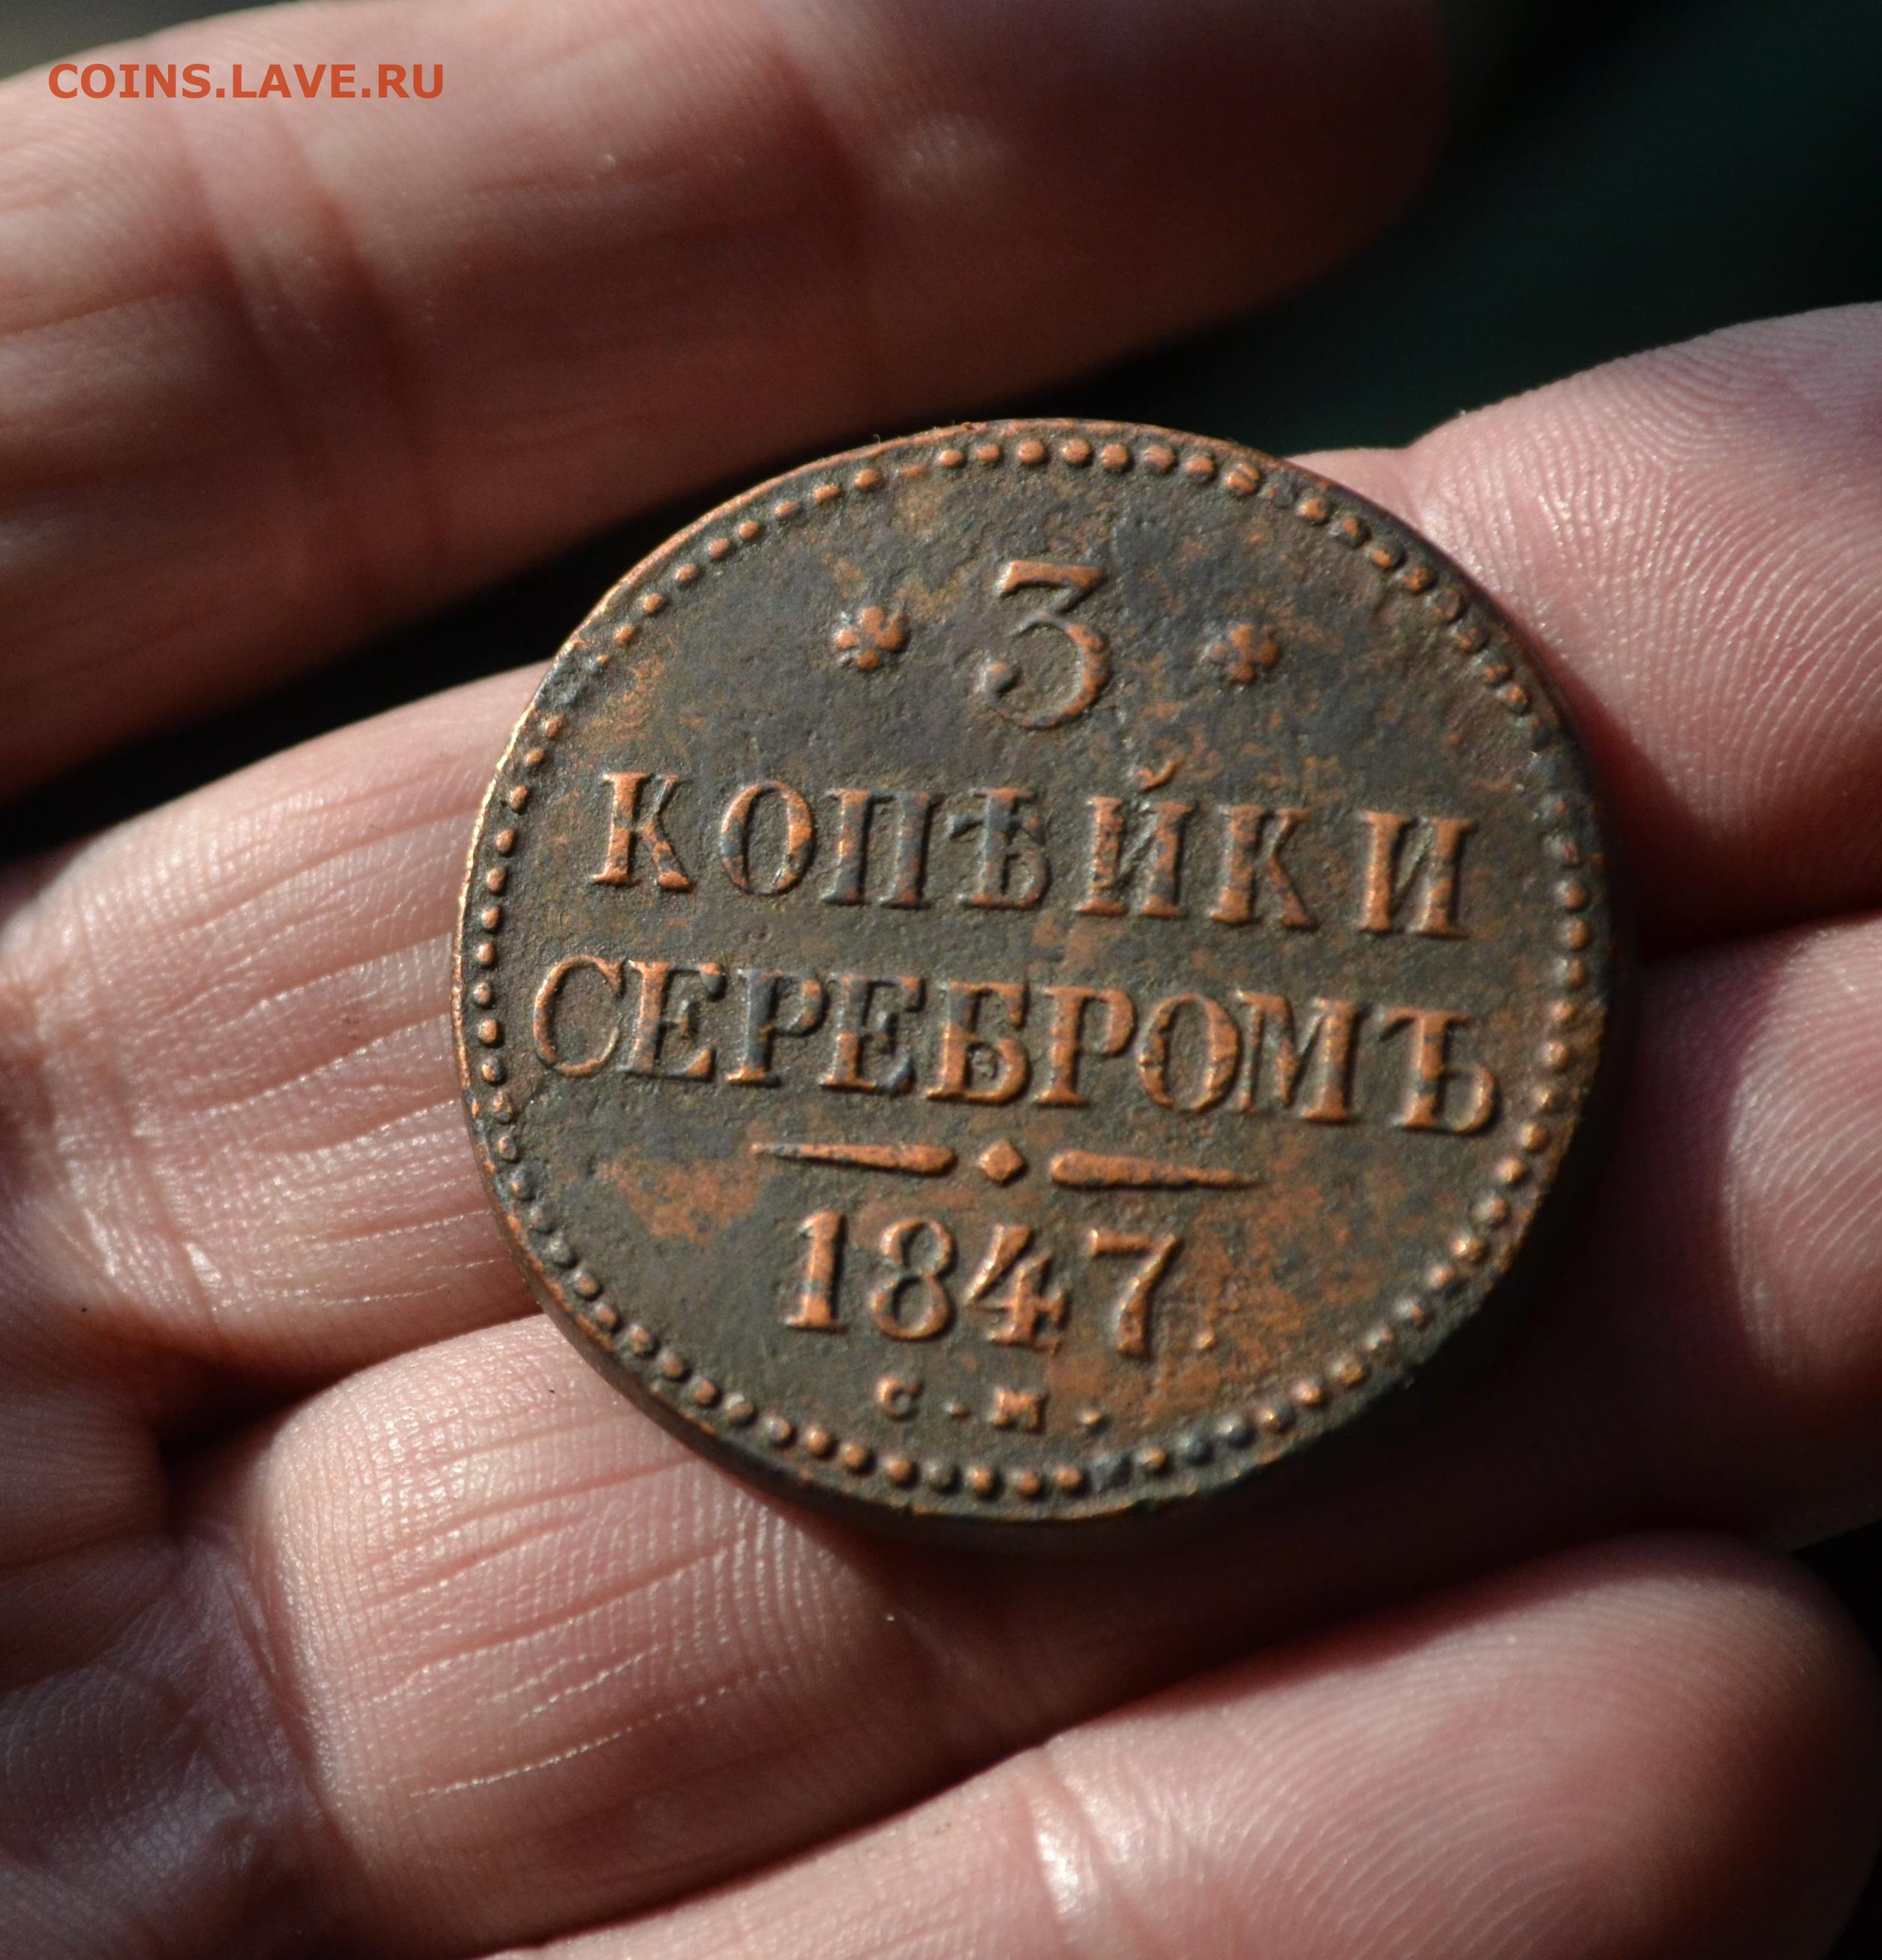 COINS.LAVE.RU
3
КОПѢЙКИ
СЕРЕБРОМЪ
1847.
С.М.